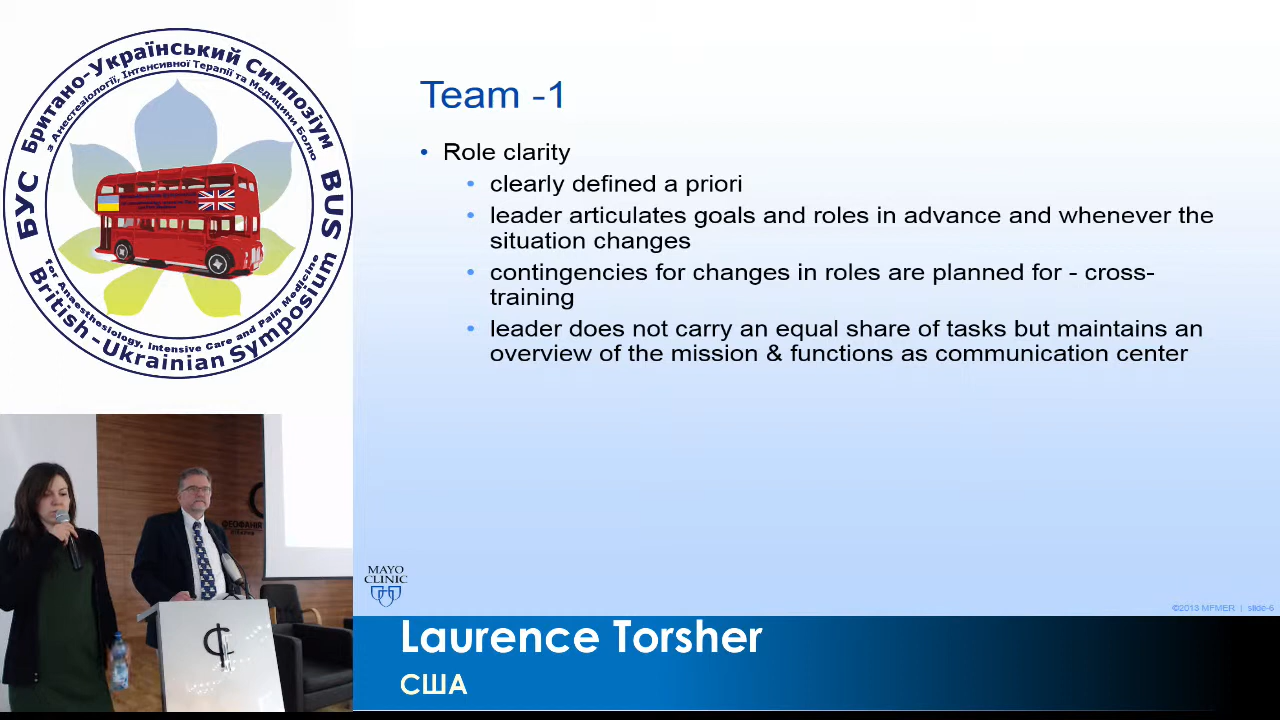 Британо-Український Симпозіум
з Анестезіології, Інтенсивної Терапії та Медицини Болю
БУС
BUS
for Anaesthesiology, Intensive Care and Pain Medicine
British-Ukrainian Symposium
Team -1
• Role clarity
• clearly defined a priori
• leader articulates goals and roles in advance and whenever the
situation changes
• contingencies for changes in roles are planned for - cross-
training
• leader does not carry an equal share of tasks but maintains an
overview of the mission & functions as communication center
ФЕОФАНІЯ
MAYO
CLINIC
©2013 MFMER | slide-6
Laurence Torsher
США